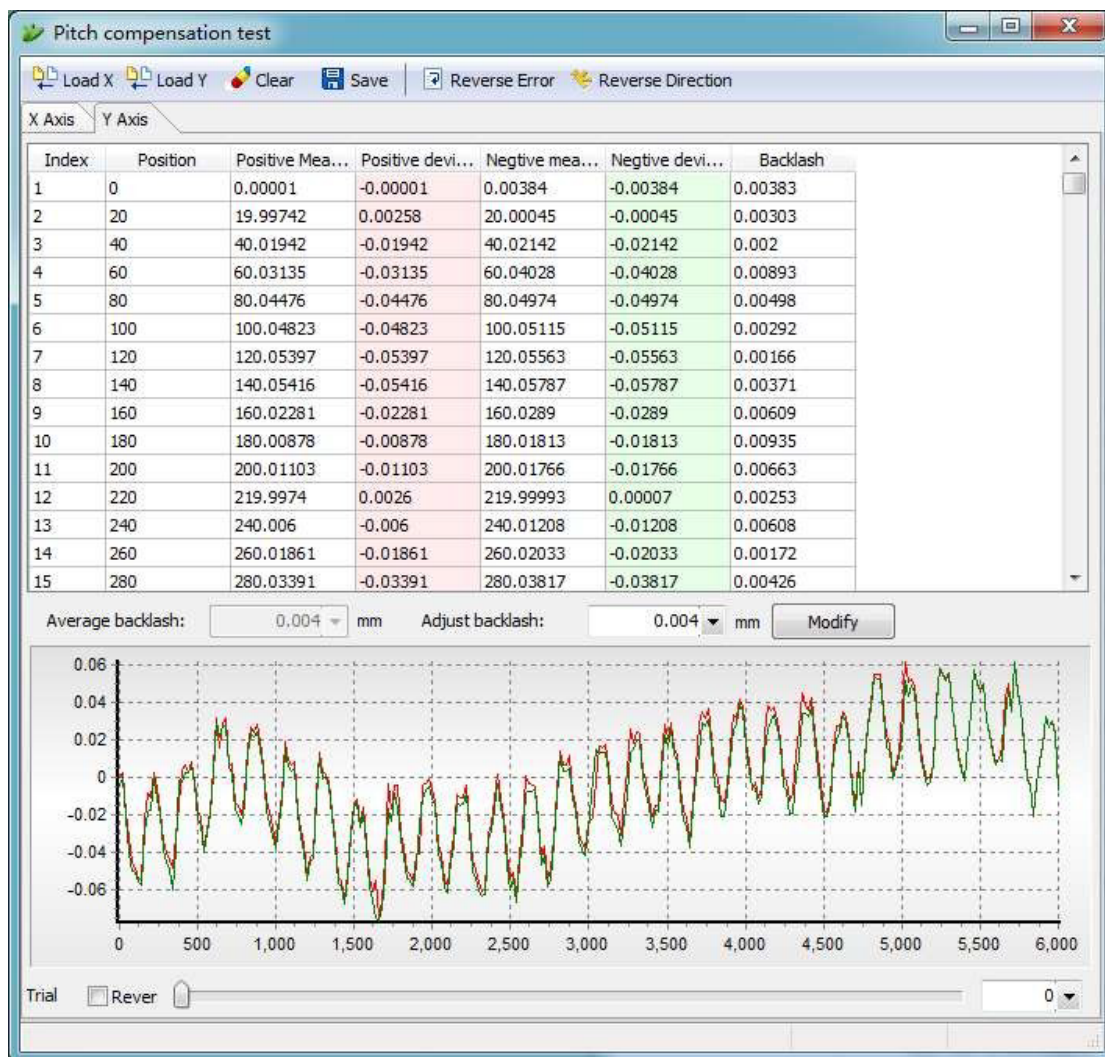 Pitch compensation test
Load X Load Y Clear Save Reverse Error Reverse Direction
X Axis Y Axis
Index Position Positive Mea... Positive devi... Negtive mea... Negtive devi... Backlash
1 0 0.00001 -0.00001 0.00384 -0.00384 0.00383
2 20 19.99742 0.00258 20.00045 -0.00045 0.00303
3 40 40.01942 -0.01942 40.02142 -0.02142 0.002
4 60 60.03135 -0.03135 60.04028 -0.04028 0.00893
5 80 80.04476 -0.04476 80.04974 -0.04974 0.00498
6 100 100.04823 -0.04823 100.05115 -0.05115 0.00292
7 120 120.05397 -0.05397 120.05563 -0.05563 0.00166
8 140 140.05416 -0.05416 140.05787 -0.05787 0.00371
9 160 160.02281 -0.02281 160.0289 -0.0289 0.00609
10 180 180.00878 -0.00878 180.01813 -0.01813 0.00935
11 200 200.01103 -0.01103 200.01766 -0.01766 0.00663
12 220 219.9974 0.0026 219.99993 0.00007 0.00253
13 240 240.006 -0.006 240.01208 -0.01208 0.00608
14 260 260.01861 -0.01861 260.02033 -0.02033 0.00172
15 280 280.03391 -0.03391 280.03817 -0.03817 0.00426
Average backlash: 0.004 mm Adjust backlash: 0.004 mm Modify
0.06
0.04
0.02
0
-0.02
-0.04
-0.06
0 500 1,000 1,500 2,000 2,500 3,000 3,500 4,000 4,500 5,000 5,500 6,000
Trial Rever 0